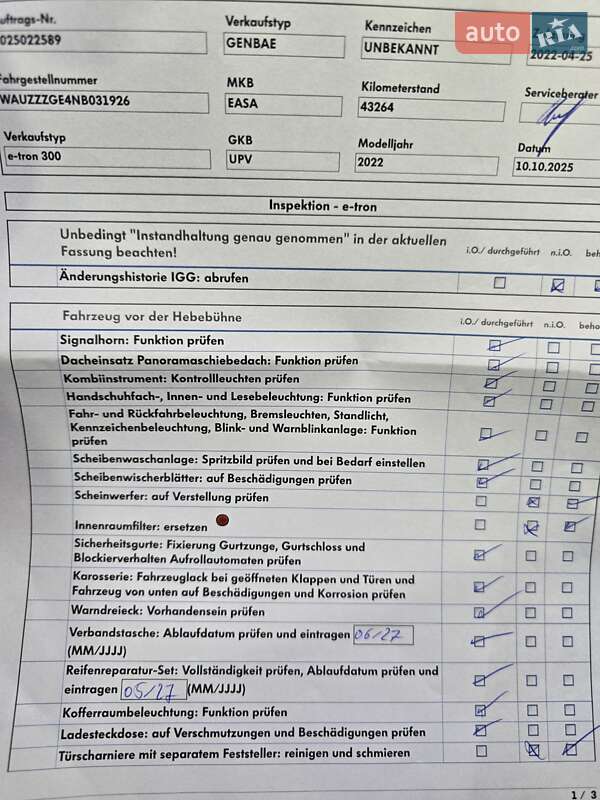 auto RIA .com
Verkaufstyp
Kennzeichen
025022589
GENBAE
UNBEKANNT
2022-04-25
Fahrgestellnummer
MKB
Kilometerstand
Serviceberater
WAUZZZGE4NB031926
EASA
43264
Verkaufstyp
GKB
Modelljahr
Datum
e-tron 300
UPV
2022
10.10.2025
Inspektion - e-tron
Unbedingt "Instandhaltung genau genommen" in der aktuellen
Fassung beachten!
i.O./ durchgeführt n.i.O. beho
Änderungshistorie IGG: abrufen
Fahrzeug vor der Hebebühne
i.O./ durchgeführt n.i.O. beho
Signalhorn: Funktion prüfen
Dacheinsatz Panoramaschiebedach: Funktion prüfen
Kombiinstrument: Kontrollleuchten prüfen
Handschuhfach-, Innen- und Lesebeleuchtung: Funktion prüfen
Fahr- und Rückfahrbeleuchtung, Bremsleuchten, Standlicht,
Kennzeichenbeleuchtung, Blink- und Warnblinkanlage: Funktion
prüfen
Scheibenwaschanlage: Spritzbild prüfen und bei Bedarf einstellen
Scheibenwischerblätter: auf Beschädigungen prüfen
Scheinwerfer: auf Verstellung prüfen
Innenraumfilter: ersetzen
Sicherheitsgurte: Fixierung Gurtzunge, Gurtschloss und
Blockierverhalten Aufrollautomaten prüfen
Karosserie: Fahrzeuglack bei geöffneten Klappen und Türen und
Fahrzeug von unten auf Beschädigungen und Korrosion prüfen
Warndreieck: Vorhandensein prüfen
Verbandstasche: Ablaufdatum prüfen und eintragen 06/27
(MM/JJJJ)
Reifenreparatur-Set: Vollständigkeit prüfen, Ablaufdatum prüfen und
eintragen 05/27 (MM/JJJJ)
Kofferraumbeleuchtung: Funktion prüfen
Ladesteckdose: auf Verschmutzungen und Beschädigungen prüfen
Türscharniere mit separatem Feststeller: reinigen und schmieren
1 / 3